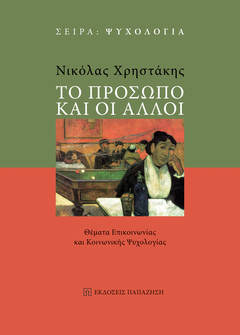 ΣΕΙΡΑ: ΨΥΧΟΛΟΓΙΑ
Νικόλας Χρηστάκης
ΤΟ ΠΡΟΣΩΠΟ
ΚΑΙ ΟΙ ΑΛΛΟΙ
Θέματα Επικοινωνίας
και Κοινωνικής Ψυχολογίας
ΕΚΔΟΣΕΙΣ ΠΑΠΑΖΗΣΗ